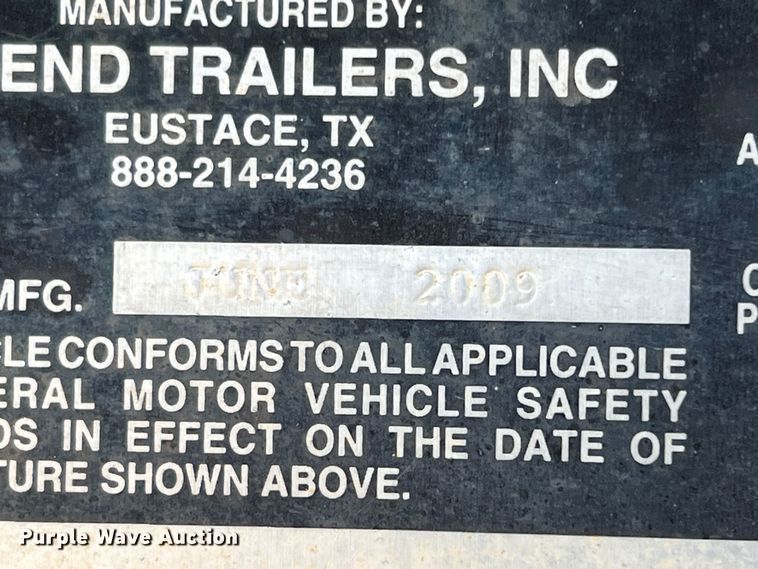 MANUFACTURED BY:
END TRAILERS, INC
EUSTACE, TX
888-214-4236
A
MFG. JUNE 2009
C
P
CLE CONFORMS TO ALL APPLICABLE
ERAL MOTOR VEHICLE SAFETY
DS IN EFFECT ON THE DATE OF
TURE SHOWN ABOVE.
Purple Wave Auction